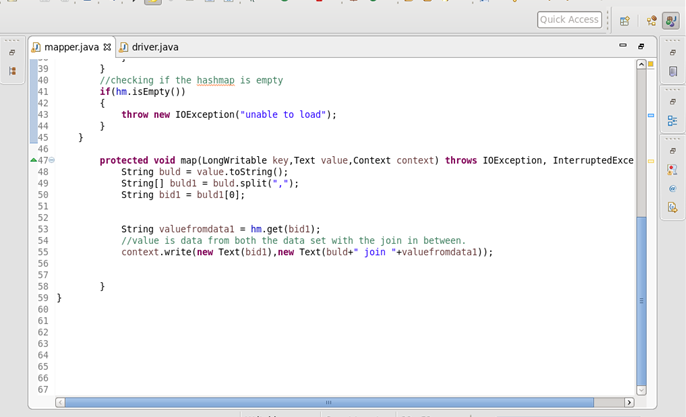 Quick Access
mapper.java
driver.java
39 }
40 //checking if the hashmap is empty
41 if(hm.isEmpty())
42 {
43 throw new IOException("unable to load");
44 }
45 }
46
47 protected void map(LongWritable key,Text value,Context context) throws IOException, InterruptedExce
48 String buld = value.toString();
49 String[] buld1 = buld.split(",");
50 String bid1 = buld1[0];
51
52
53 String valuefromdata1 = hm.get(bid1);
54 //value is data from both the data set with the join in between.
55 context.write(new Text(bid1),new Text(buld+" join "+valuefromdata1));
56
57
58 }
59 }
60
61
62
63
64
65
66
67